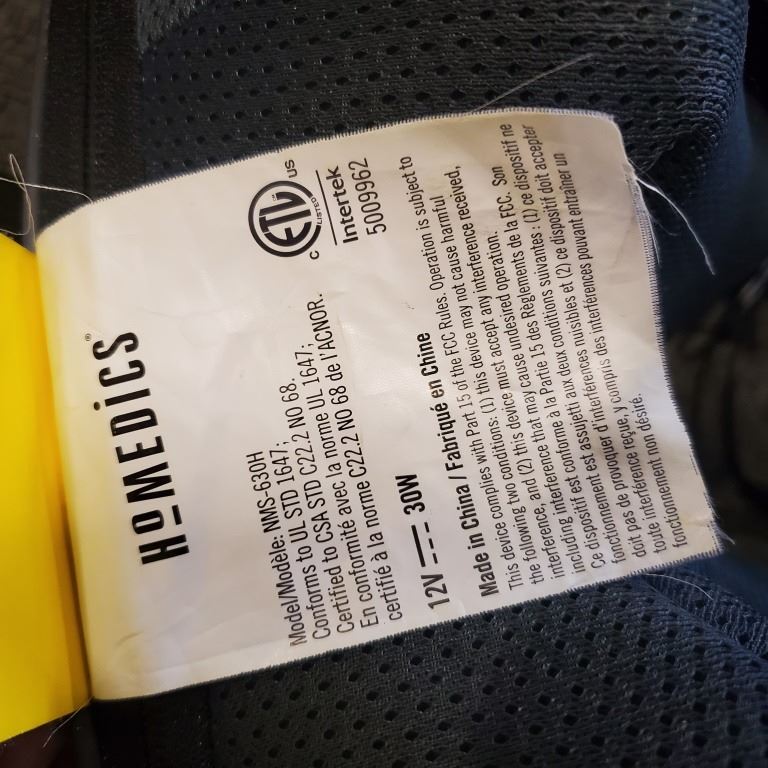 HoMEDiCS®
Model/Modèle: NMS-630H
Conforms to UL STD 1647;
Certified to CSA STD C22.2 NO 68.
En conformité avec la norme UL 1647;
certifié à la norme C22.2 NO 68 de l'ACNOR.
ETL
LISTED
C US
Intertek
5009962
12V ⎓ 30W
Made in China / Fabriqué en Chine
This device complies with Part 15 of the FCC Rules. Operation is subject to
the following two conditions: (1) this device may not cause harmful
interference, and (2) this device must accept any interference received,
including interference that may cause undesired operation.
Ce dispositif est conforme à la Partie 15 des Règlements de la FCC. Son
fonctionnement est assujetti aux deux conditions suivantes : (1) ce dispositif ne
doit pas de provoquer d'interférences nuisibles et (2) ce dispositif doit accepter
toute interférence reçue, y compris des interférences pouvant entraîner un
fonctionnement non désiré.